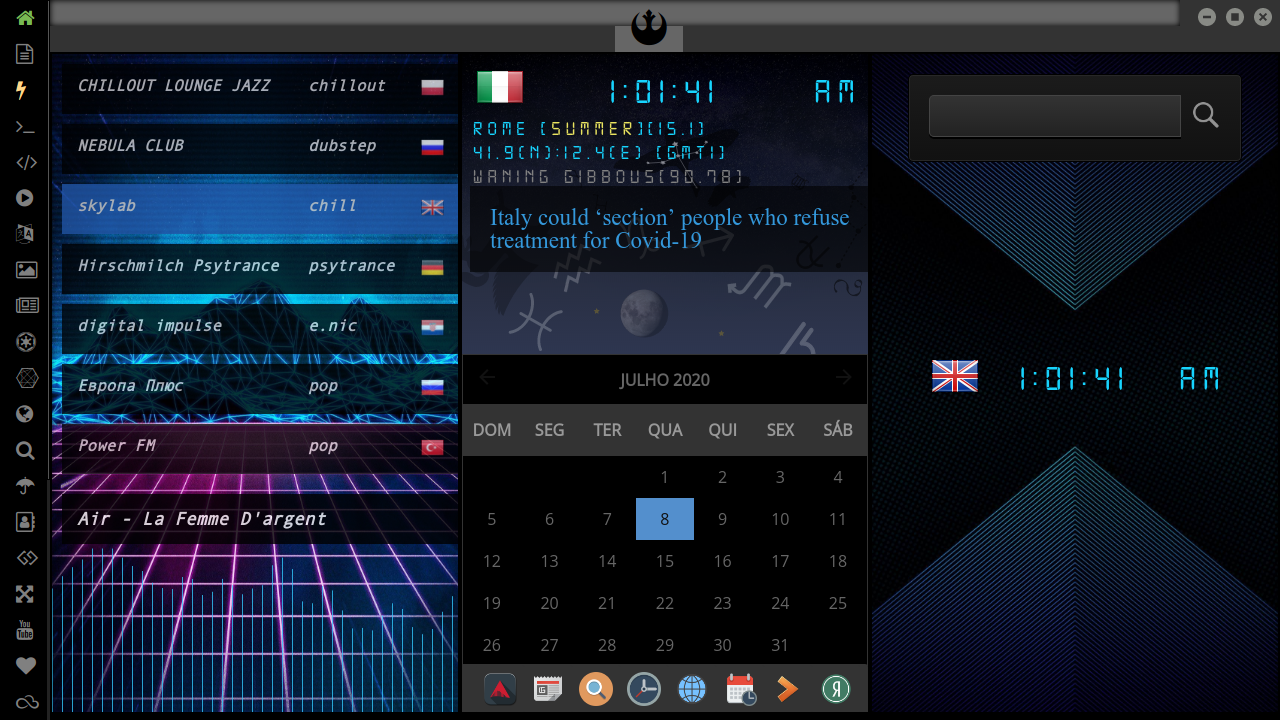 CHILLOUT LOUNGE JAZZ chillout
NEBULA CLUB dubstep
skylab chill
Hirschmilch Psytrance psytrance
digital impulse e.nic
Европа Плюс pop
Power FM pop
Air - La Femme D'argent
1:01:41 AM
ROME [SUMMER][15.1]
41.9(N):12.4(E) [GMT1]
WANING GIBBOUS[90.78]
Italy could ‘section’ people who refuse
treatment for Covid-19
JULHO 2020
DOM SEG TER QUA QUI SEX SÁB
1 2 3 4
5 6 7 8 9 10 11
12 13 14 15 16 17 18
19 20 21 22 23 24 25
26 27 28 29 30 31
1:01:41 AM
You
Tube